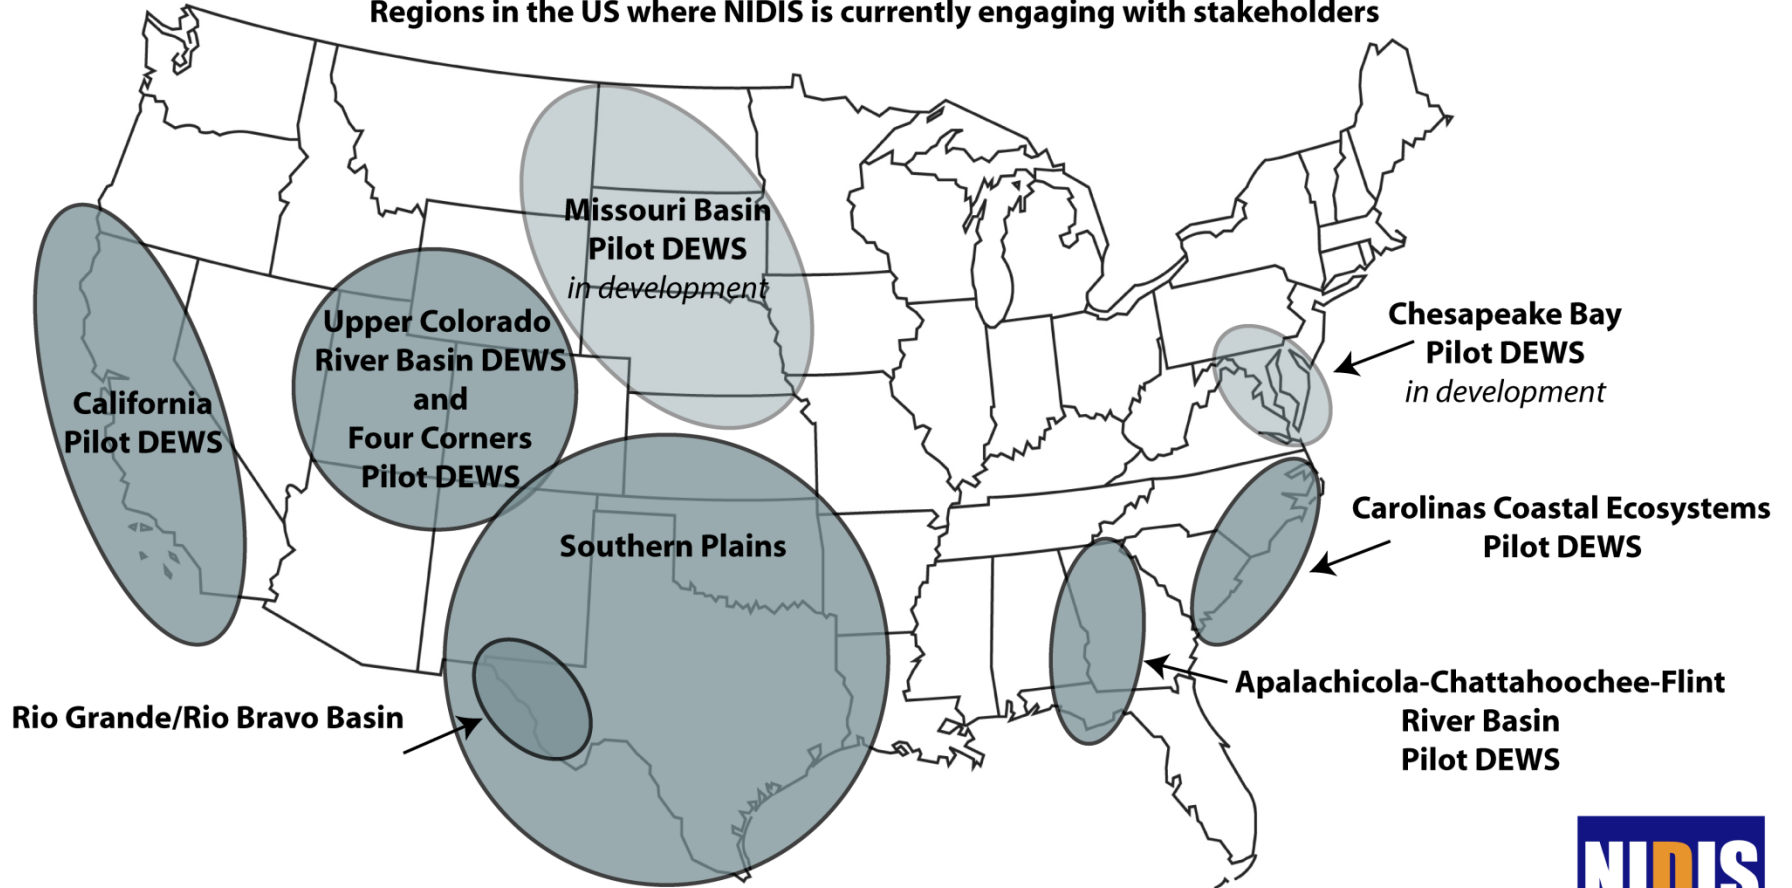 Regions in the US where NIDIS is currently engaging with stakeholders
Missouri Basin
Pilot DEWS
in development
Upper Colorado
River Basin DEWS
and
Four Corners
Pilot DEWS
California
Pilot DEWS
Chesapeake Bay
Pilot DEWS
in development
Carolinas Coastal Ecosystems
Pilot DEWS
Southern Plains
Apalachicola-Chattahoochee-Flint
River Basin
Pilot DEWS
Rio Grande/Rio Bravo Basin
NIDIS